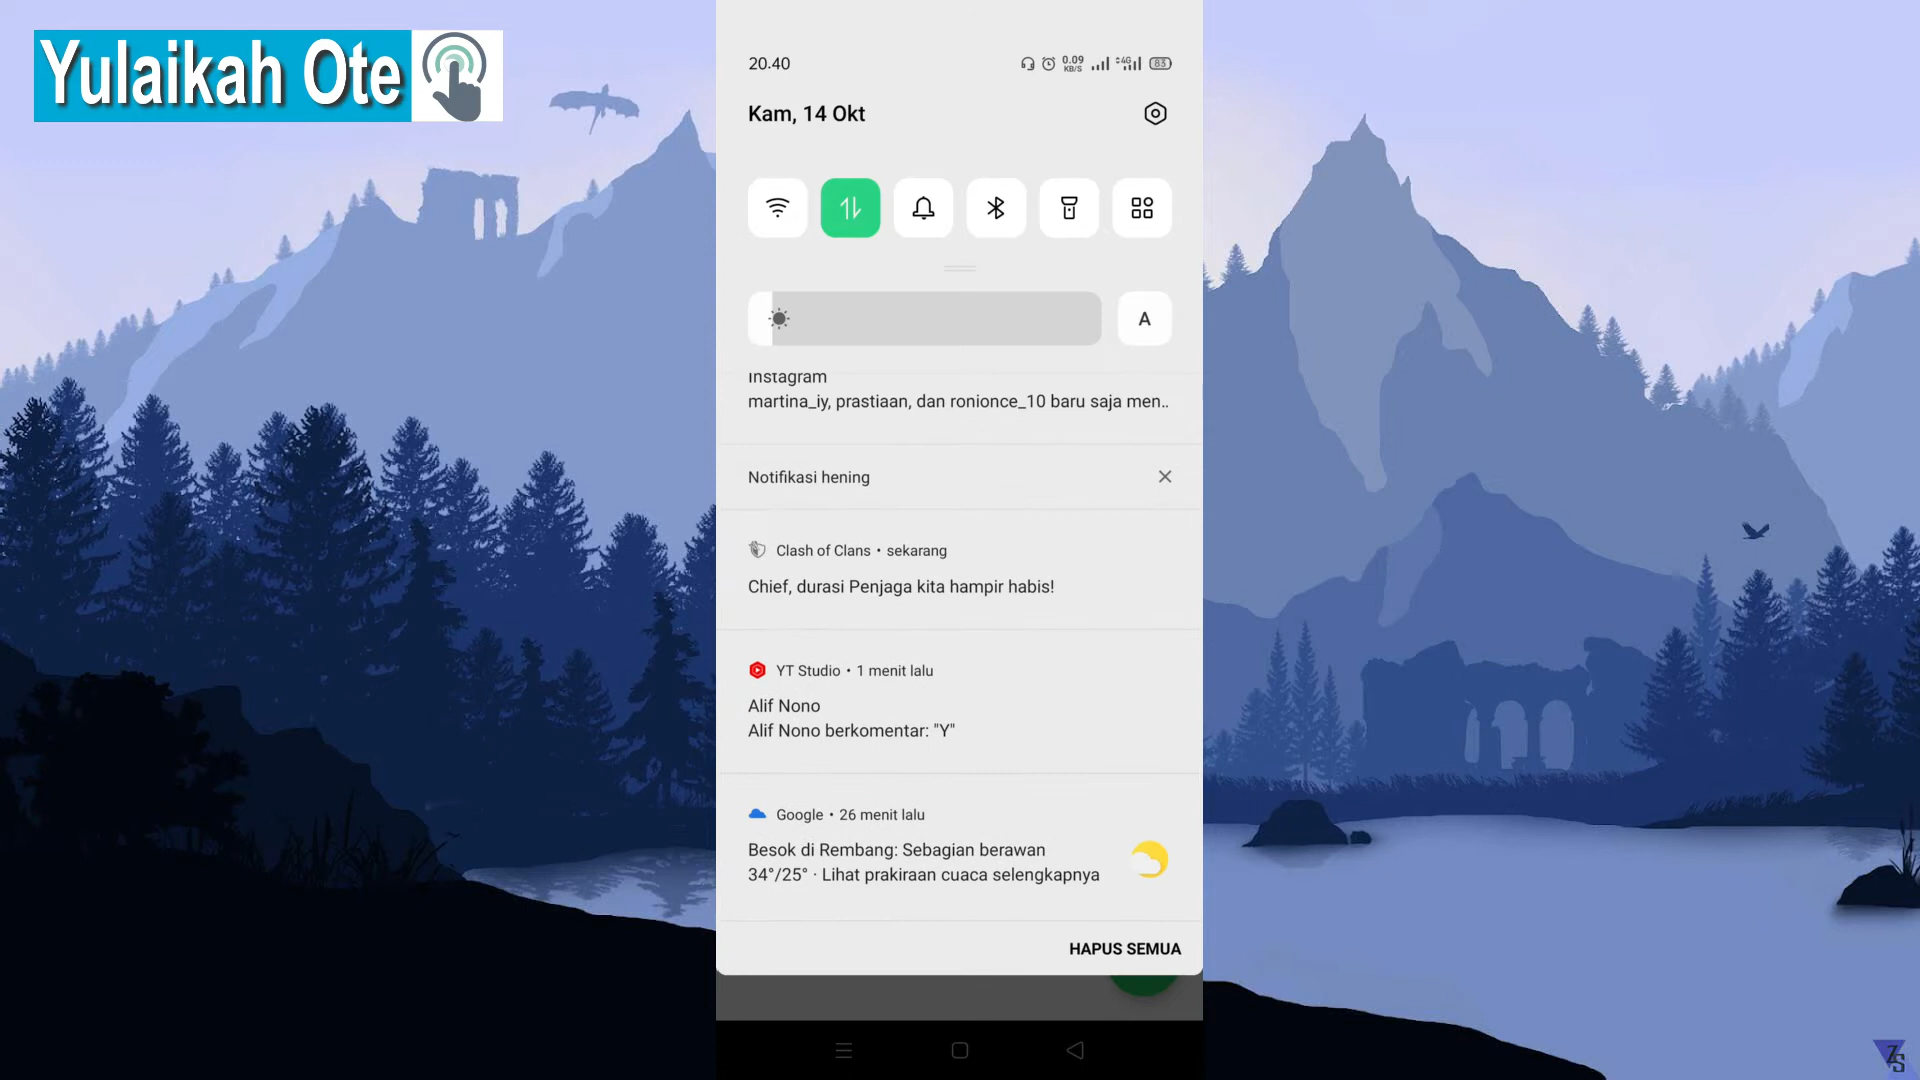 Yulaikah Ote
20.40
0.09
KB/S
4G
83
Kam, 14 Okt
A
Instagram
martina_iy, prastiaan, dan ronionce_10 baru saja men..
Notifikasi hening
Clash of Clans • sekarang
Chief, durasi Penjaga kita hampir habis!
YT Studio • 1 menit lalu
Alif Nono
Alif Nono berkomentar: "Y"
Google • 26 menit lalu
Besok di Rembang: Sebagian berawan
34°/25° · Lihat prakiraan cuaca selengkapnya
HAPUS SEMUA
ZS